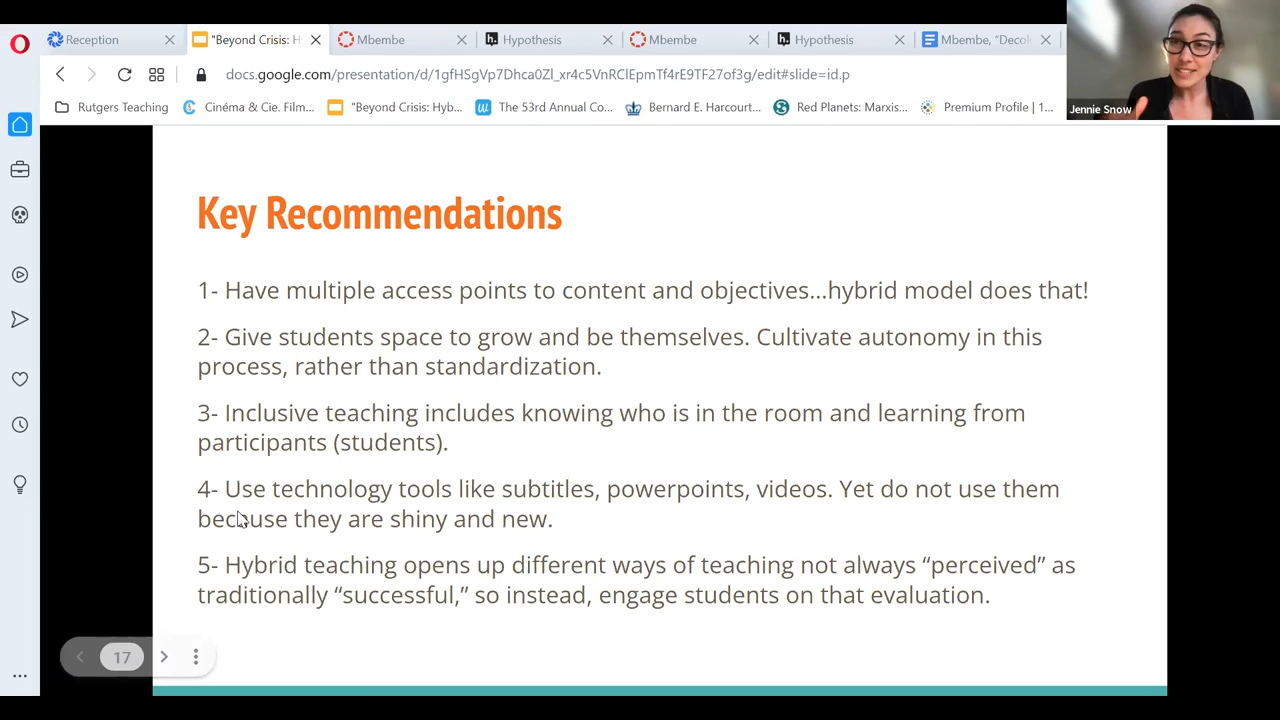 Reception
"Beyond Crisis: H
Mbembe
Hypothesis
Mbembe
Hypothesis
Mbembe, "Decol
docs.google.com/presentation/d/1gfHSgVp7Dhca0Zl_xr4c5VnRClEpmTf4rE9TF27of3g/edit#slide=id.p
Rutgers Teaching
Cinéma & Cie. Film...
"Beyond Crisis: Hyb...
The 53rd Annual Co...
Bernard E. Harcourt...
Red Planets: Marxis...
Premium Profile | 1...
Jennie Snow
Key Recommendations
1- Have multiple access points to content and objectives...hybrid model does that!
2- Give students space to grow and be themselves. Cultivate autonomy in this
process, rather than standardization.
3- Inclusive teaching includes knowing who is in the room and learning from
participants (students).
4- Use technology tools like subtitles, powerpoints, videos. Yet do not use them
because they are shiny and new.
5- Hybrid teaching opens up different ways of teaching not always “perceived” as
traditionally “successful,” so instead, engage students on that evaluation.
17